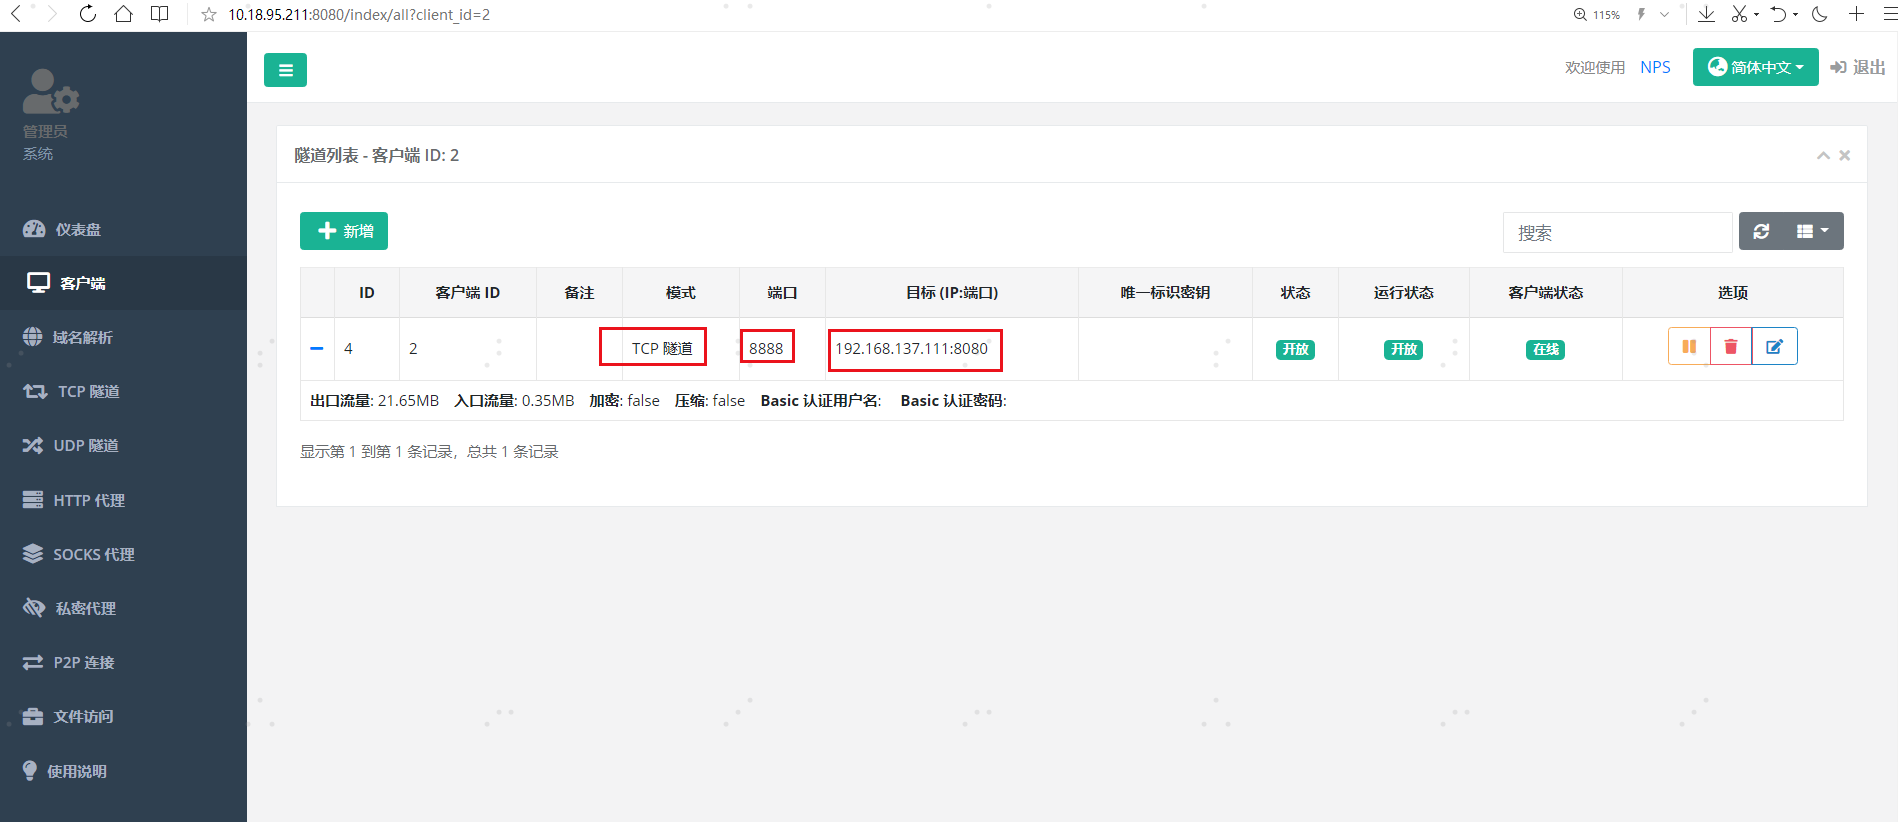 10.18.95.211:8080/index/all?client_id=2
115%
管理员
系统
仪表盘
客户端
域名解析
TCP 隧道
UDP 隧道
HTTP 代理
SOCKS 代理
私密代理
P2P 连接
文件访问
使用说明
欢迎使用 NPS 简体中文 退出
隧道列表 - 客户端 ID: 2
新增
搜索
ID 客户端 ID 备注 模式 端口 目标 (IP:端口) 唯一标识密钥 状态 运行状态 客户端状态 选项
4 2 TCP 隧道 8888 192.168.137.111:8080 开放 开放 在线
出口流量: 21.65MB 入口流量: 0.35MB 加密: false 压缩: false Basic 认证用户名: Basic 认证密码:
显示第 1 到第 1 条记录，总共 1 条记录